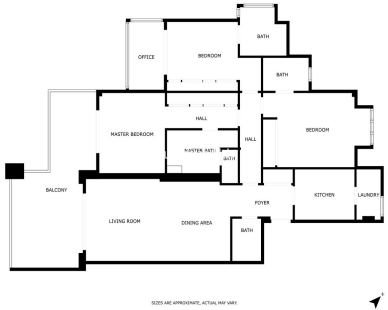 BATH
OFFICE
BEDROOM
BATH
HALL
MASTER BEDROOM
BEDROOM
HALL
MASTER BATH
BATH
BALCONY
KITCHEN
LAUNDRY
FOYER
LIVING ROOM
DINING AREA
BATH
SIZES ARE APPROXIMATE, ACTUAL MAY VARY.